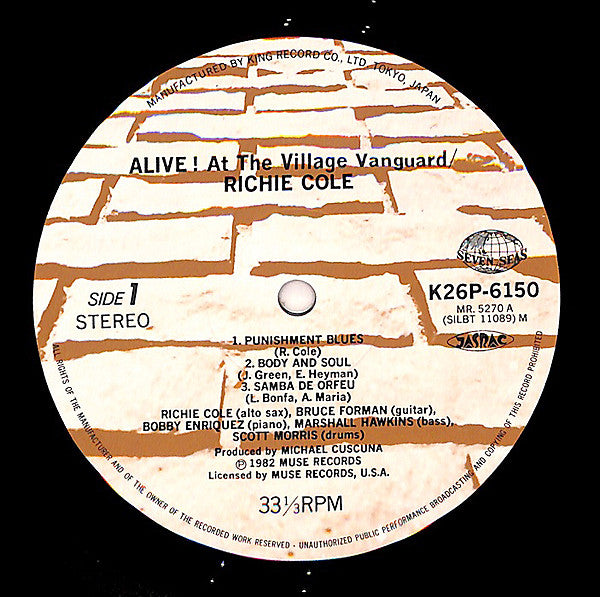 MANUFACTURED BY KING RECORD CO., LTD, TOKYO, JAPAN
ALIVE! At The Village Vanguard/
RICHIE COLE
SEVEN SEAS
K26P-6150
MR. 5270 A
(SILBT 11089) M
JASRAC
SIDE 1
STEREO
1. PUNISHMENT BLUES
(R. Cole)
2. BODY AND SOUL
(J. Green, E. Heyman)
3. SAMBA DE ORFEU
(L. Bonfa, A. Maria)
RICHIE COLE (alto sax), BRUCE FORMAN (guitar),
BOBBY ENRIQUEZ (piano), MARSHALL HAWKINS (bass),
SCOTT MORRIS (drums)
Produced by MICHAEL CUSCUNA
Ⓟ 1982 MUSE RECORDS
Licensed by MUSE RECORDS, U.S.A.
33⅓RPM
ALL RIGHTS OF THE MANUFACTURER AND OF THE OWNER OF THE RECORDED WORK RESERVED · UNAUTHORIZED PUBLIC PERFORMANCE BROADCASTING AND COPYING OF THIS RECORD PROHIBITED